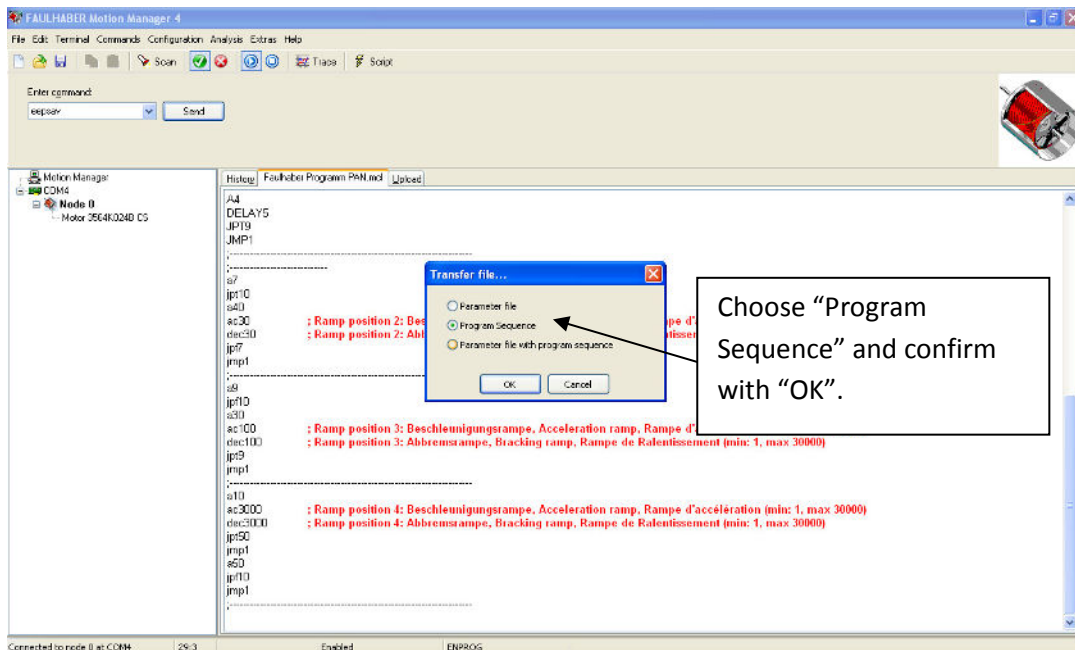 FAULHABER Motion Manager 4
File Edit Terminal Commands Configuration Analysis Extras Help
Scan Trace Script
Enter command:
eepsav Send
Motion Manager
COM4
Node 0
Motor 3564K024B CS
History Faulhaber Programm PAN.mcl Upload
A4
DELAY5
JPT9
JMP1
;------------------------------------------------------------
;------------------------
a7
jpt10
a40
ac30 ; Ramp position 2: Bes
dec30 ; Ramp position 2: Abb
jpf7
jmp1
;------------------------------------------------------------
a9
jpf10
a30
ac100 ; Ramp position 3: Beschleunigungsrampe, Acceleration ramp, Rampe d'
dec100 ; Ramp position 3: Abbremsrampe, Bracking ramp, Rampe de Ralentissement (min: 1, max 30000)
jpt9
jmp1
;------------------------------------------------------------
a10
ac3000 ; Ramp position 4: Beschleunigungsrampe, Acceleration ramp, Rampe d'accélération (min: 1, max 30000)
dec3000 ; Ramp position 4: Abbremsrampe, Bracking ramp, Rampe de Ralentissement (min: 1, max 30000)
jpt50
jmp1
a50
jpf10
jmp1
;------------------------------------------------------------
Transfer file...
Parameter file
Program Sequence
Parameter file with program sequence
OK Cancel
Choose “Program
Sequence” and confirm
with “OK”.
Connected to node 0 at COM4 29:3 Enabled ENPROG